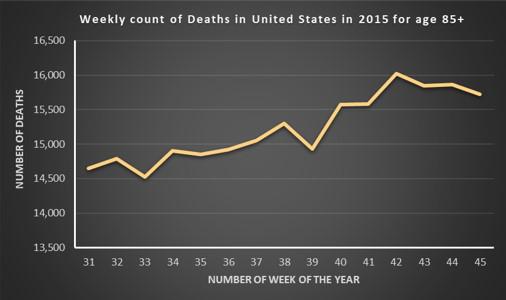 Weekly count of Deaths in United States in 2015 for age 85+
NUMBER OF DEATHS
16,500
16,000
15,500
15,000
14,500
14,000
13,500
31 32 33 34 35 36 37 38 39 40 41 42 43 44 45
NUMBER OF WEEK OF THE YEAR